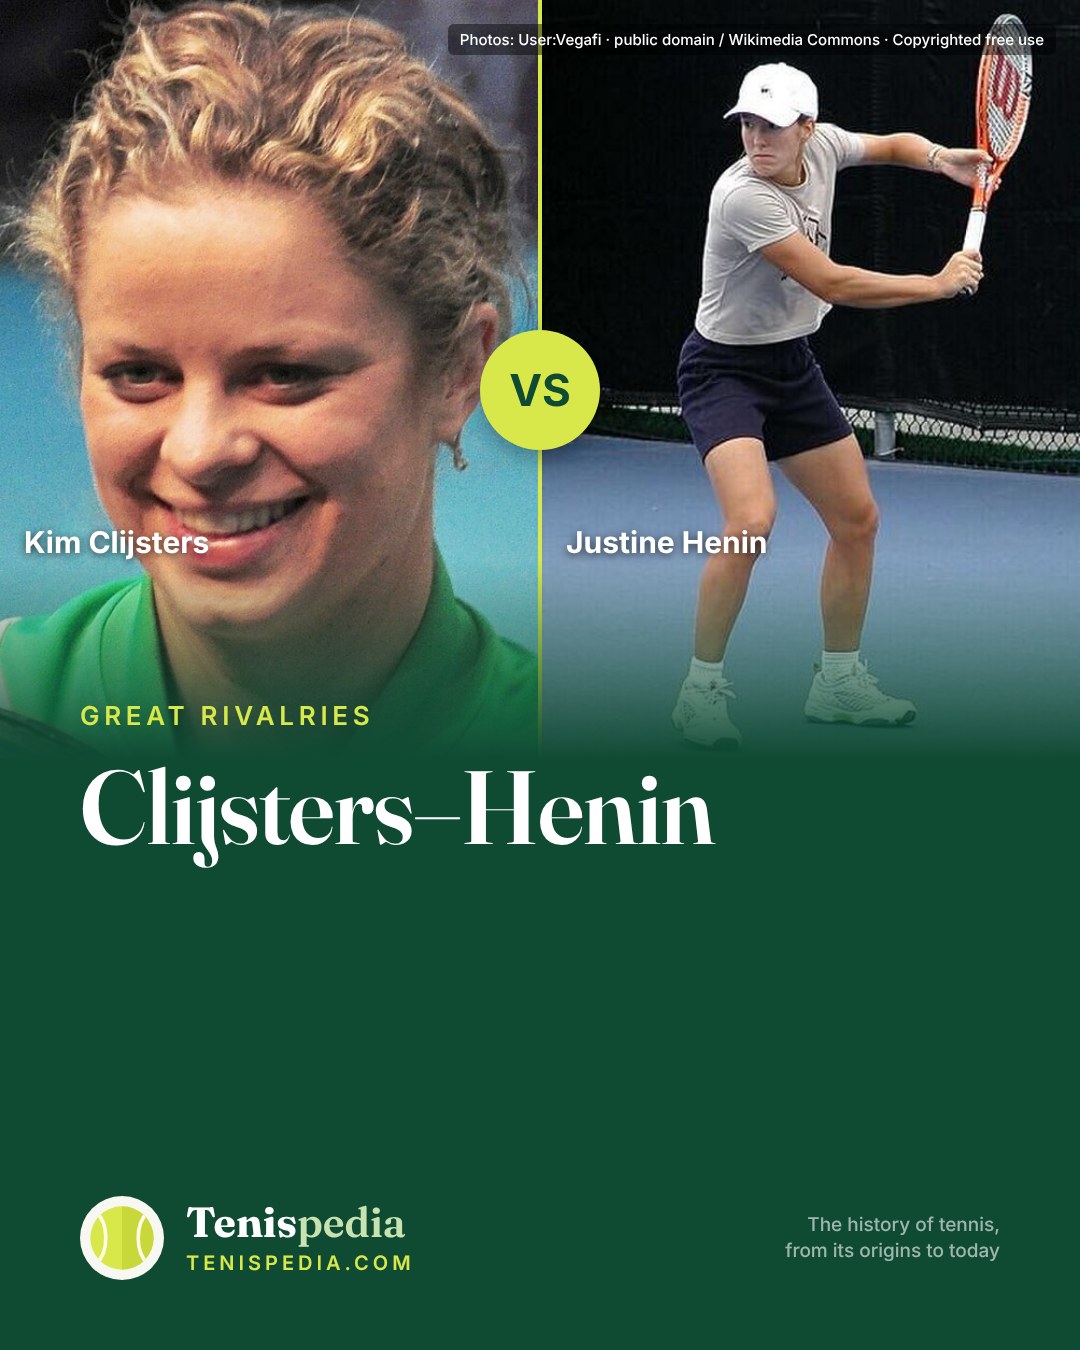 Photos: User:Vegafi · public domain / Wikimedia Commons · Copyrighted free use
VS
Kim Clijsters
Justine Henin
GREAT RIVALRIES
Clijsters–Henin
Tenispedia
TENISPEDIA.COM
The history of tennis,
from its origins to today